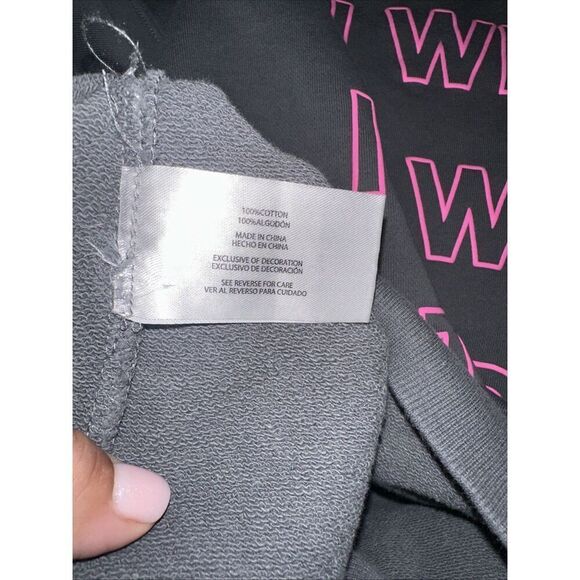 W
100%COTTON
100%ALGODÓN
MADE IN CHINA
HECHO EN CHINA
EXCLUSIVE OF DECORATION
EXCLUSIVO DE DECORACIÓN
SEE REVERSE FOR CARE
VER AL REVERSO PARA CUIDADO
W